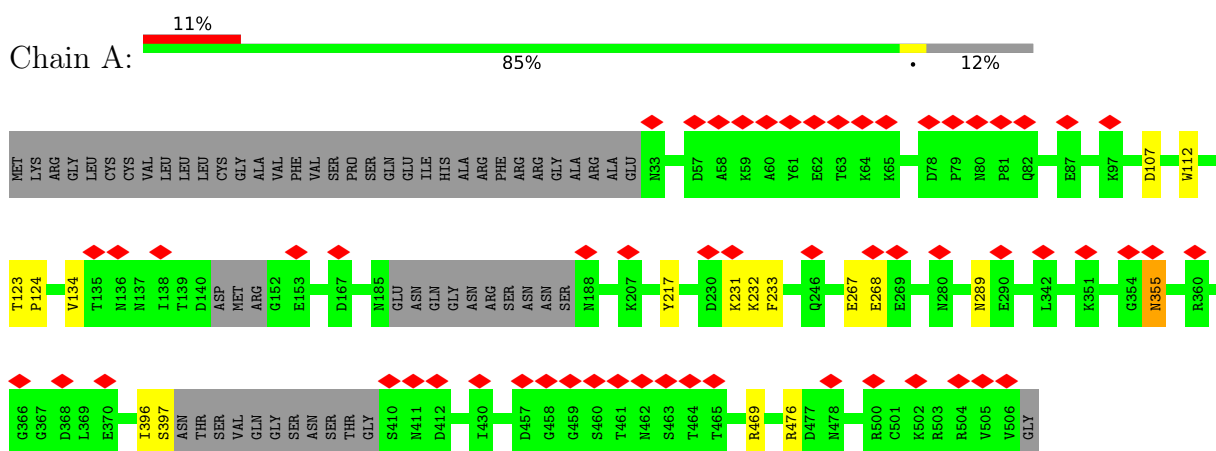 11%
Chain A:
85%
•
12%
MET LYS ARG GLY LEU CYS CYS VAL LEU LEU LEU CYS GLY ALA VAL PHE VAL SER PRO SER GLN GLU ILE HIS ALA ARG PHE ARG ARG GLY ALA ARG ALA GLU N33 D57 A58 K59 A60 Y61 E62 T63 K64 K65 D78 P79 N80 P81 Q82 E87 K97 D107 W112
T123 P124 V134 T135 N136 N137 I138 T139 D140 ASP MET ARG G152 E153 D167 N185 GLU ASN GLN GLY ASN ARG SER ASN ASN SER N188 K207 Y217 D230 K231 K232 F233 Q246 E267 E268 E269 N280 N289 E290 L342 K351 G354 N355 R360
G366 G367 D368 L369 E370 I396 S397 ASN THR SER VAL GLN GLY SER ASN SER THR GLY S410 N411 D412 I430 D457 G458 G459 S460 T461 N462 S463 T464 T465 R469 R476 D477 N478 R500 C501 K502 R503 R504 V505 V506 GLY